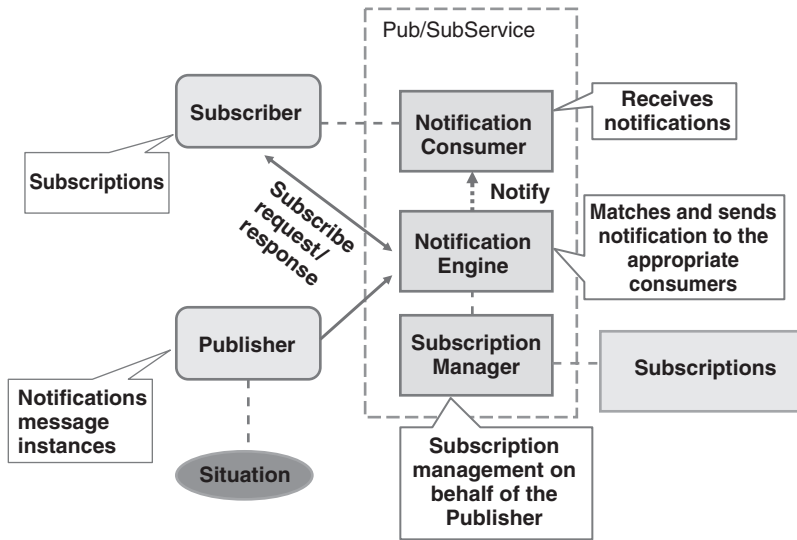 Pub/SubService
Subscriber
Notification
Consumer
Receives
notifications
Subscriptions
Subscribe
request/
response
Notify
Notification
Engine
Matches and sends
notification to the
appropriate
consumers
Publisher
Subscription
Manager
Subscriptions
Notifications
message
instances
Situation
Subscription
management on
behalf of the
Publisher